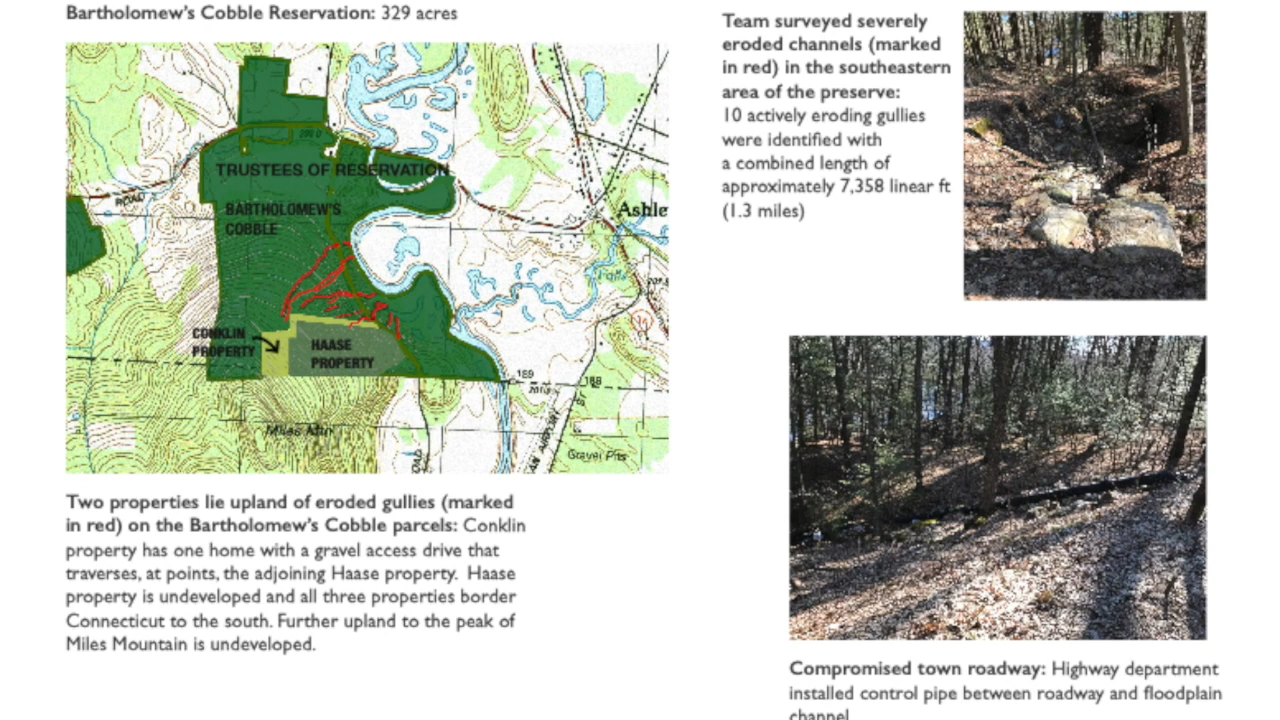 Bartholomew's Cobble Reservation: 329 acres
TRUSTEES OF RESERVATION
ROAD
BARTHOLOMEW'S
COBBLE
Ashle
Falls
CONKLIN
PROPERTY
HAASE
PROPERTY
189
188
Miles Mtn
Gravel Pits
Two properties lie upland of eroded gullies (marked
in red) on the Bartholomew's Cobble parcels: Conklin
property has one home with a gravel access drive that
traverses, at points, the adjoining Haase property. Haase
property is undeveloped and all three properties border
Connecticut to the south. Further upland to the peak of
Miles Mountain is undeveloped.
Team surveyed severely
eroded channels (marked
in red) in the southeastern
area of the preserve:
10 actively eroding gullies
were identified with
a combined length of
approximately 7,358 linear ft
(1.3 miles)
Compromised town roadway: Highway department
installed control pipe between roadway and floodplain
channel